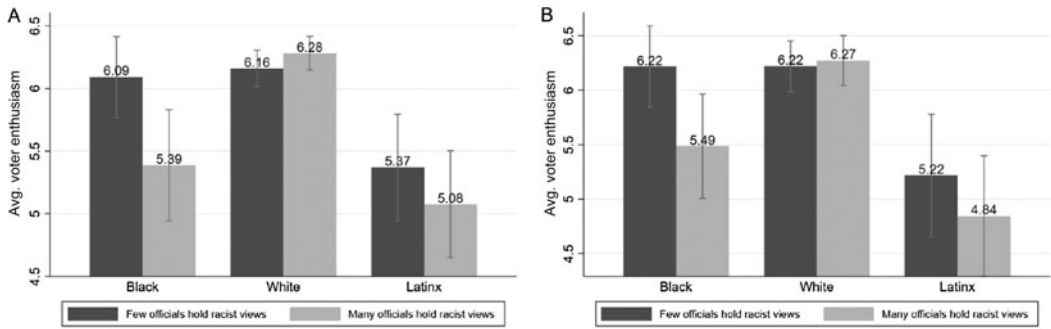 A
Avg. voter enthusiasm
6.5
6
5.5
5
4.5
6.09
5.39
6.16
6.28
5.37
5.08
Black White Latinx
Few officials hold racist views Many officials hold racist views
B
Avg. voter enthusiasm
6.5
6
5.5
5
4.5
6.22
5.49
6.22
6.27
5.22
4.84
Black White Latinx
Few officials hold racist views Many officials hold racist views